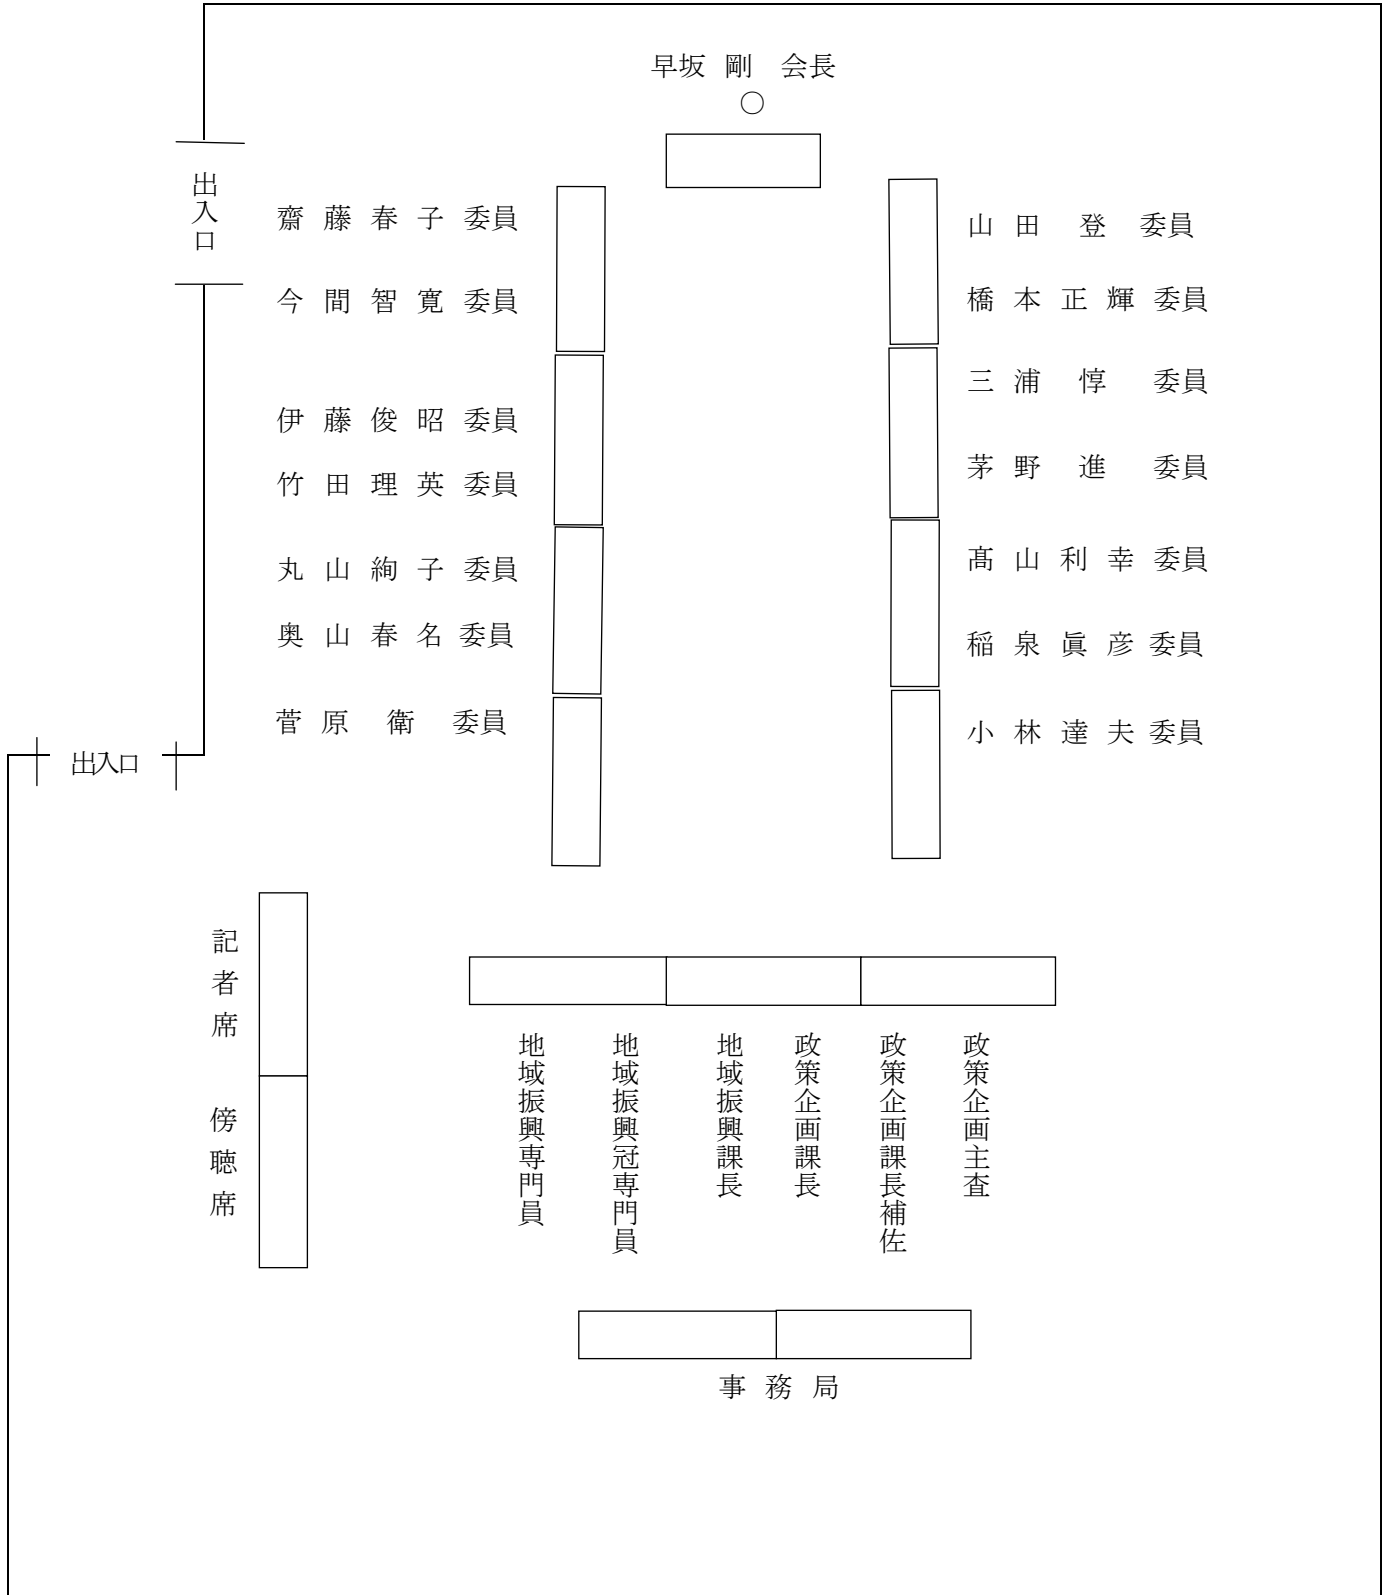 早坂 剛 会長
○
出入口
齋藤春子委員
今間智寛委員
伊藤俊昭委員
竹田理英委員
丸山絢子委員
奥山春名委員
菅原 衛 委員
山田 登 委員
橋本正輝委員
三浦 惇 委員
茅野 進 委員
髙山利幸委員
稲泉眞彦委員
小林達夫委員
出入口
記者席
傍聴席
地域振興専門員
地域振興冠専門員
地域振興課長
政策企画課長
政策企画課長補佐
政策企画主査
事務局